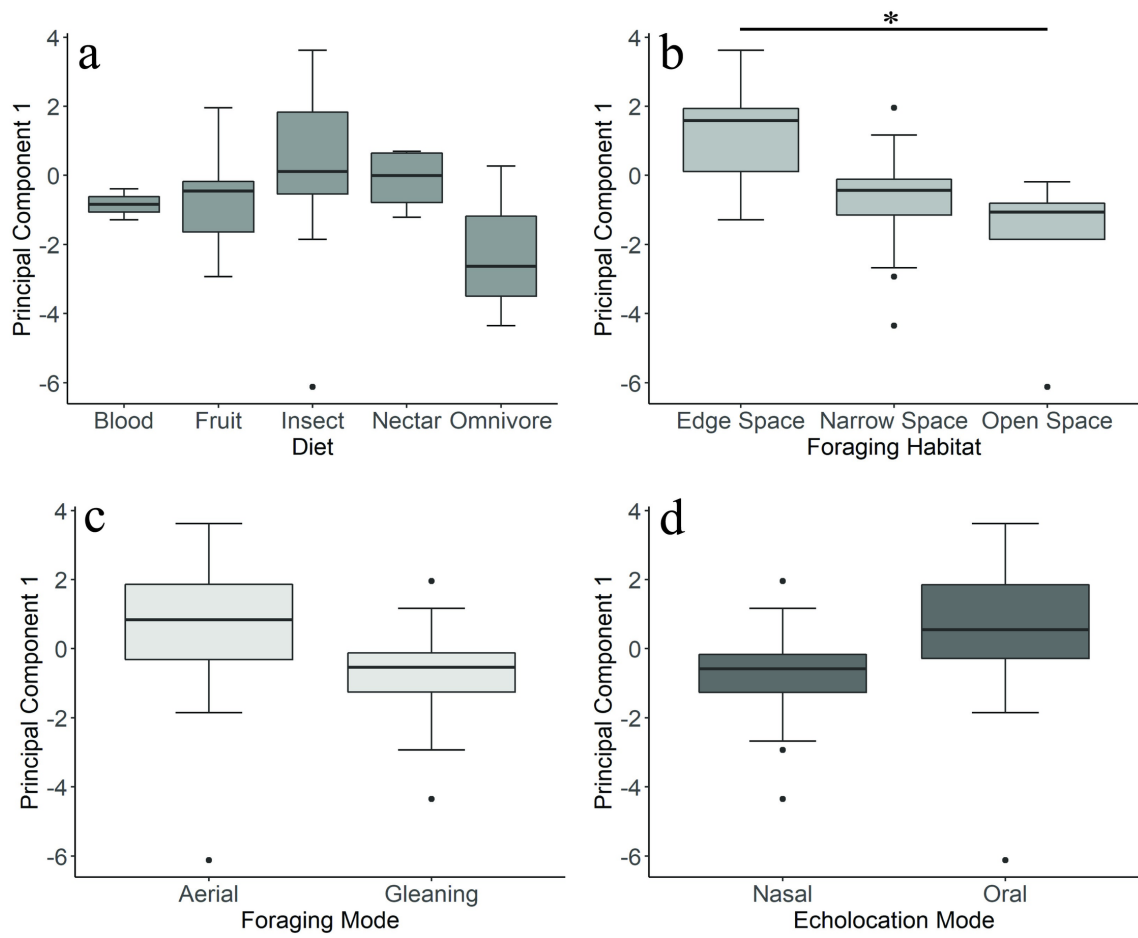 a
Principal Component 1
4
2
0
-2
-4
-6
Blood Fruit Insect Nectar Omnivore
Diet
*
b
Pricinpal Component 1
4
2
0
-2
-4
-6
Edge Space Narrow Space Open Space
Foraging Habitat
c
Principal Component 1
4
2
0
-2
-4
-6
Aerial Gleaning
Foraging Mode
d
Principal Component 1
4
2
0
-2
-4
-6
Nasal Oral
Echolocation Mode